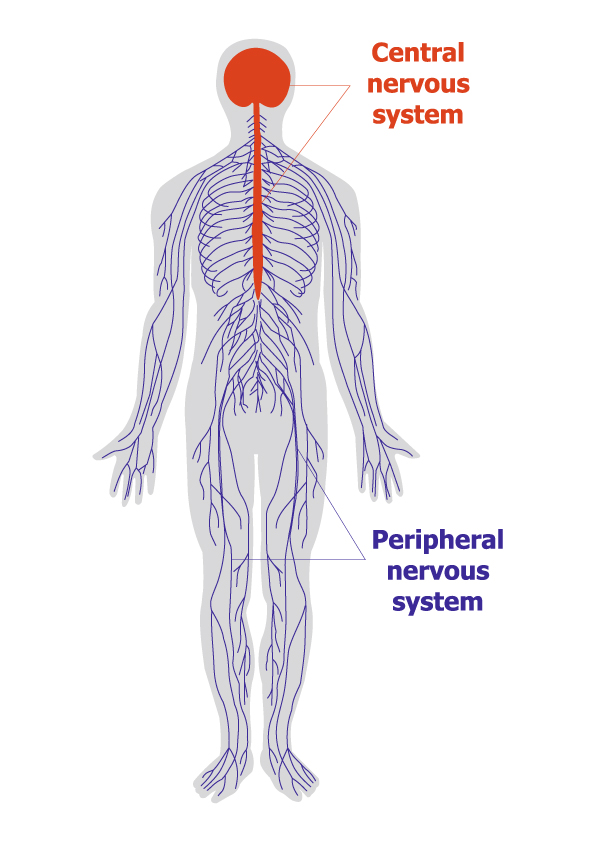 Central
nervous
system
Peripheral
nervous
system